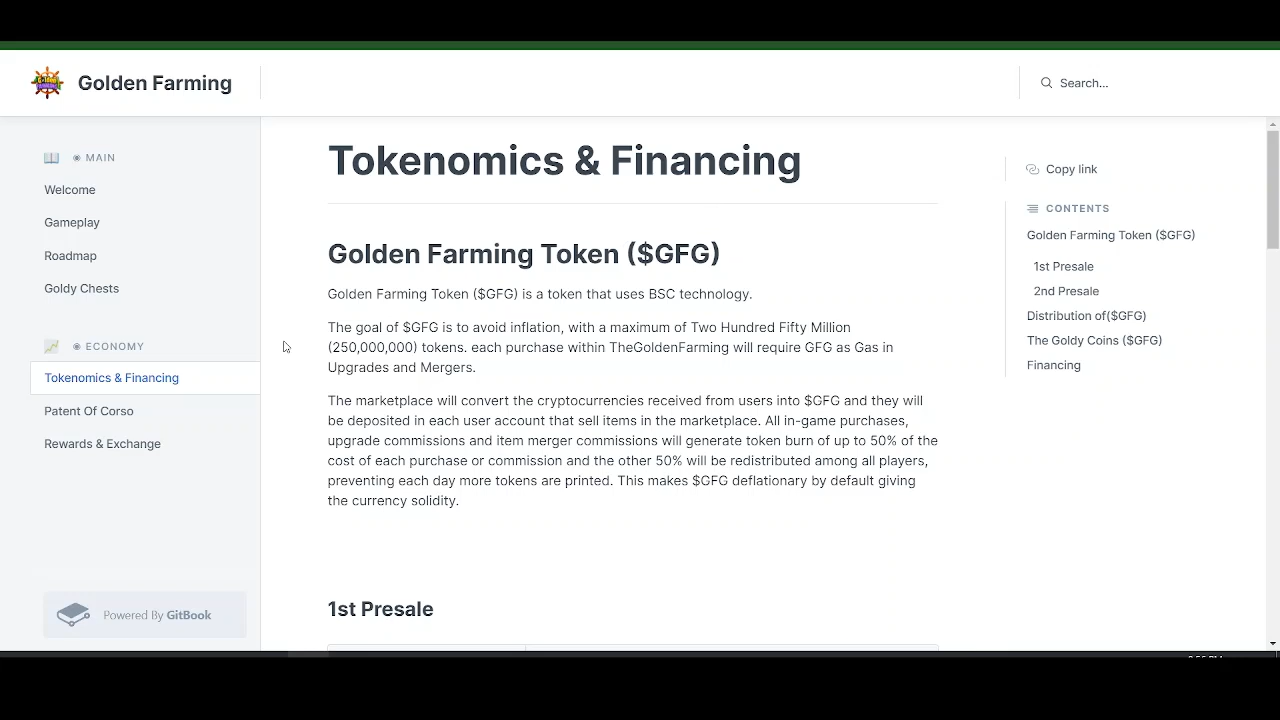 Golden Farming
Search...
MAIN
Welcome
Gameplay
Roadmap
Goldy Chests
ECONOMY
Tokenomics & Financing
Patent Of Corso
Rewards & Exchange
Powered By GitBook
Tokenomics & Financing
Golden Farming Token ($GFG)
Golden Farming Token ($GFG) is a token that uses BSC technology.
The goal of $GFG is to avoid inflation, with a maximum of Two Hundred Fifty Million
(250,000,000) tokens. each purchase within TheGoldenFarming will require GFG as Gas in
Upgrades and Mergers.
The marketplace will convert the cryptocurrencies received from users into $GFG and they will
be deposited in each user account that sell items in the marketplace. All in-game purchases,
upgrade commissions and item merger commissions will generate token burn of up to 50% of the
cost of each purchase or commission and the other 50% will be redistributed among all players,
preventing each day more tokens are printed. This makes $GFG deflationary by default giving
the currency solidity.
1st Presale
Copy link
CONTENTS
Golden Farming Token ($GFG)
1st Presale
2nd Presale
Distribution of($GFG)
The Goldy Coins ($GFG)
Financing